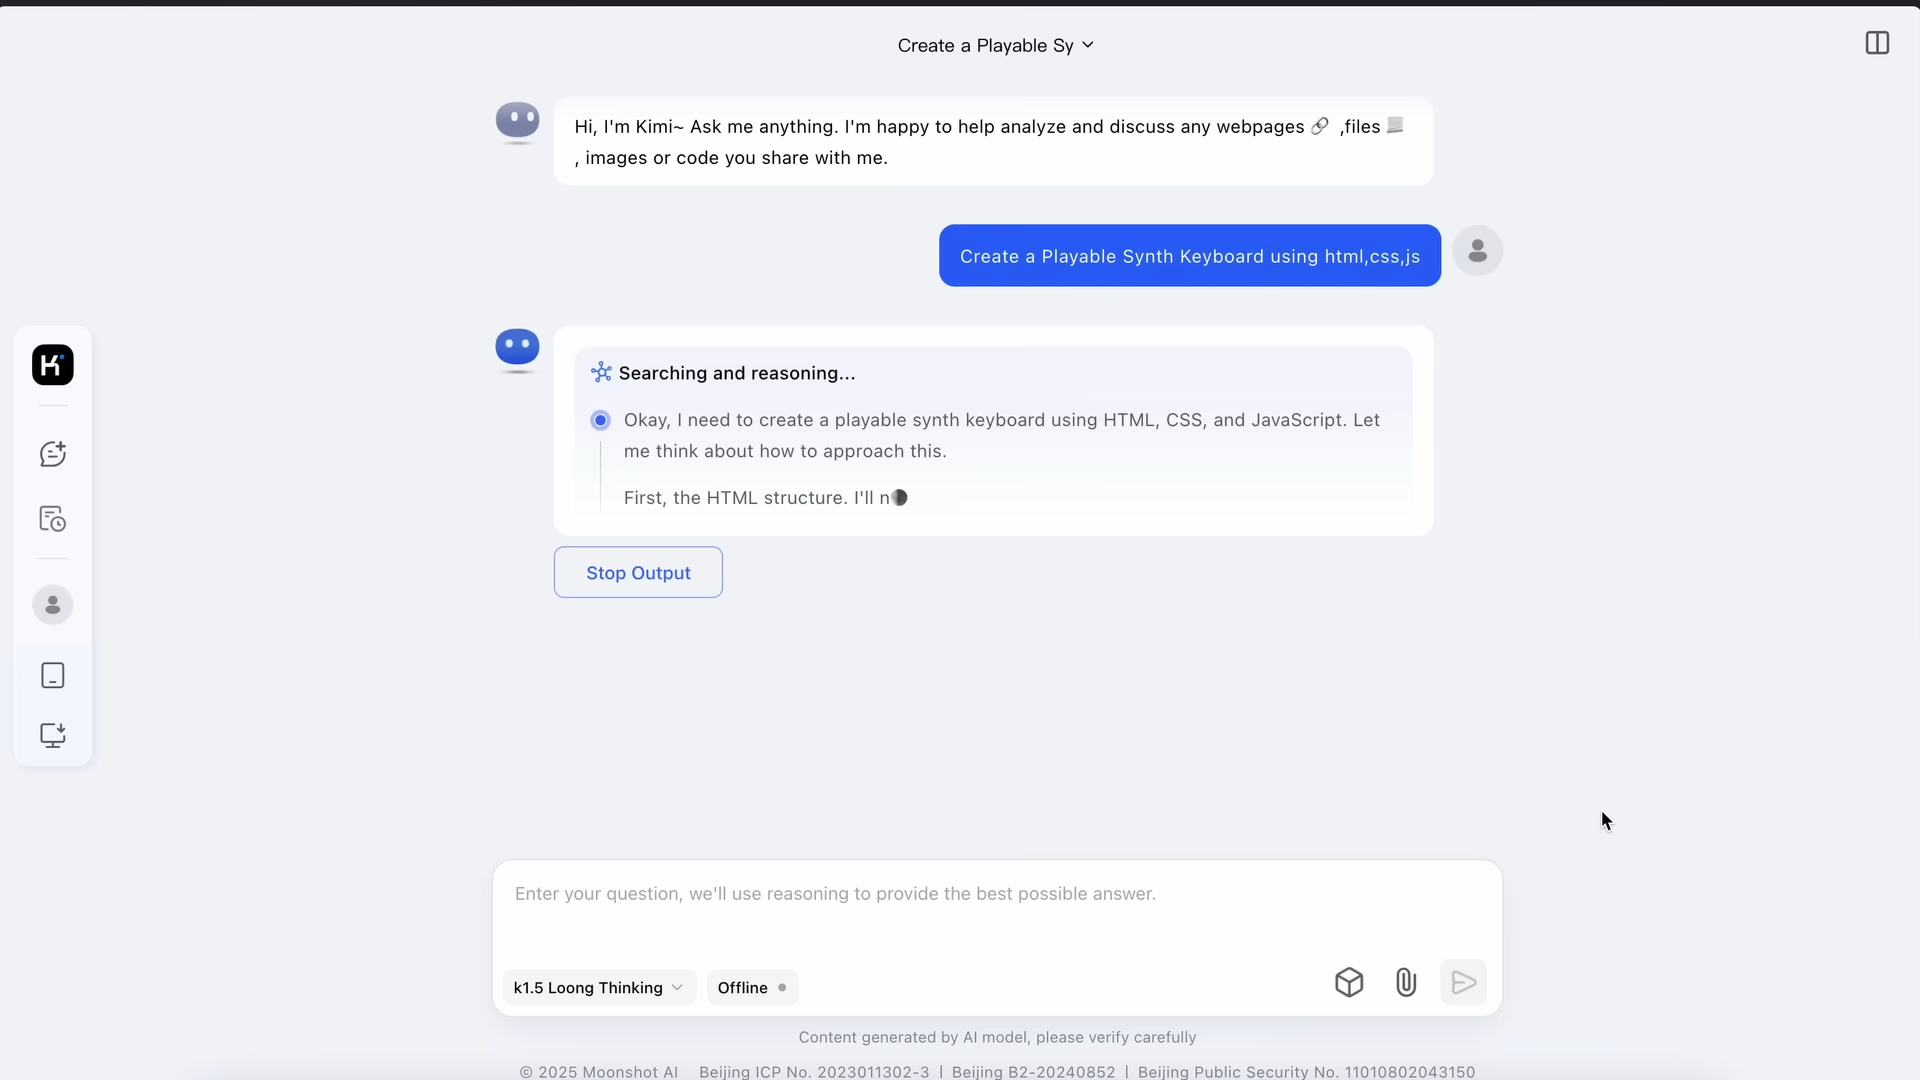 Create a Playable Sy
Hi, I'm Kimi~ Ask me anything. I'm happy to help analyze and discuss any webpages 🔗 ,files 📃
, images or code you share with me.
Create a Playable Synth Keyboard using html,css,js
K
Searching and reasoning...
Okay, I need to create a playable synth keyboard using HTML, CSS, and JavaScript. Let
me think about how to approach this.
First, the HTML structure. I'll n
Stop Output
Enter your question, we'll use reasoning to provide the best possible answer.
k1.5 Loong Thinking
Offline
Content generated by AI model, please verify carefully
© 2025 Moonshot AI Beijing ICP No. 2023011302-3 | Beijing B2-20240852 | Beijing Public Security No. 11010802043150